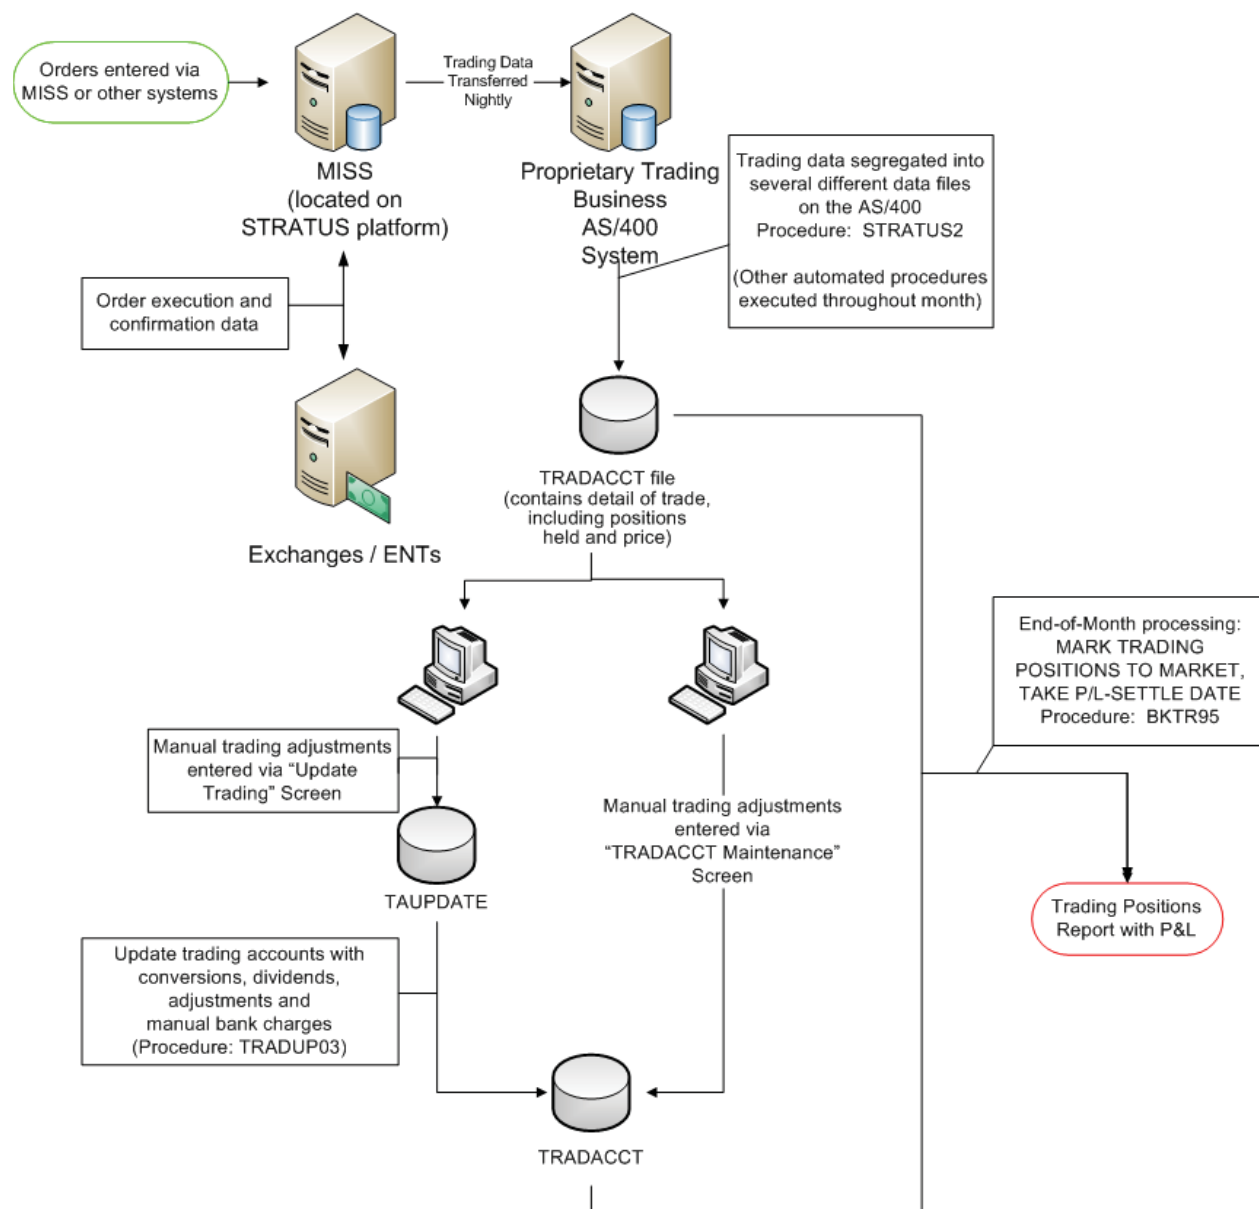 Orders entered via
MISS or other systems
Trading Data
Transferred
Nightly
MISS
(located on
STRATUS platform)
Proprietary Trading
Business
AS/400
System
Trading data segregated into
several different data files
on the AS/400
Procedure: STRATUS2
(Other automated procedures
executed throughout month)
Order execution and
confirmation data
Exchanges / ENTs
TRADACCT file
(contains detail of trade,
including positions
held and price)
End-of-Month processing:
MARK TRADING
POSITIONS TO MARKET,
TAKE P/L-SETTLE DATE
Procedure: BKTR95
Manual trading adjustments
entered via “Update
Trading” Screen
Manual trading adjustments
entered via
“TRADACCT Maintenance”
Screen
TAUPDATE
Trading Positions
Report with P&L
Update trading accounts with
conversions, dividends,
adjustments and
manual bank charges
(Procedure: TRADUP03)
TRADACCT